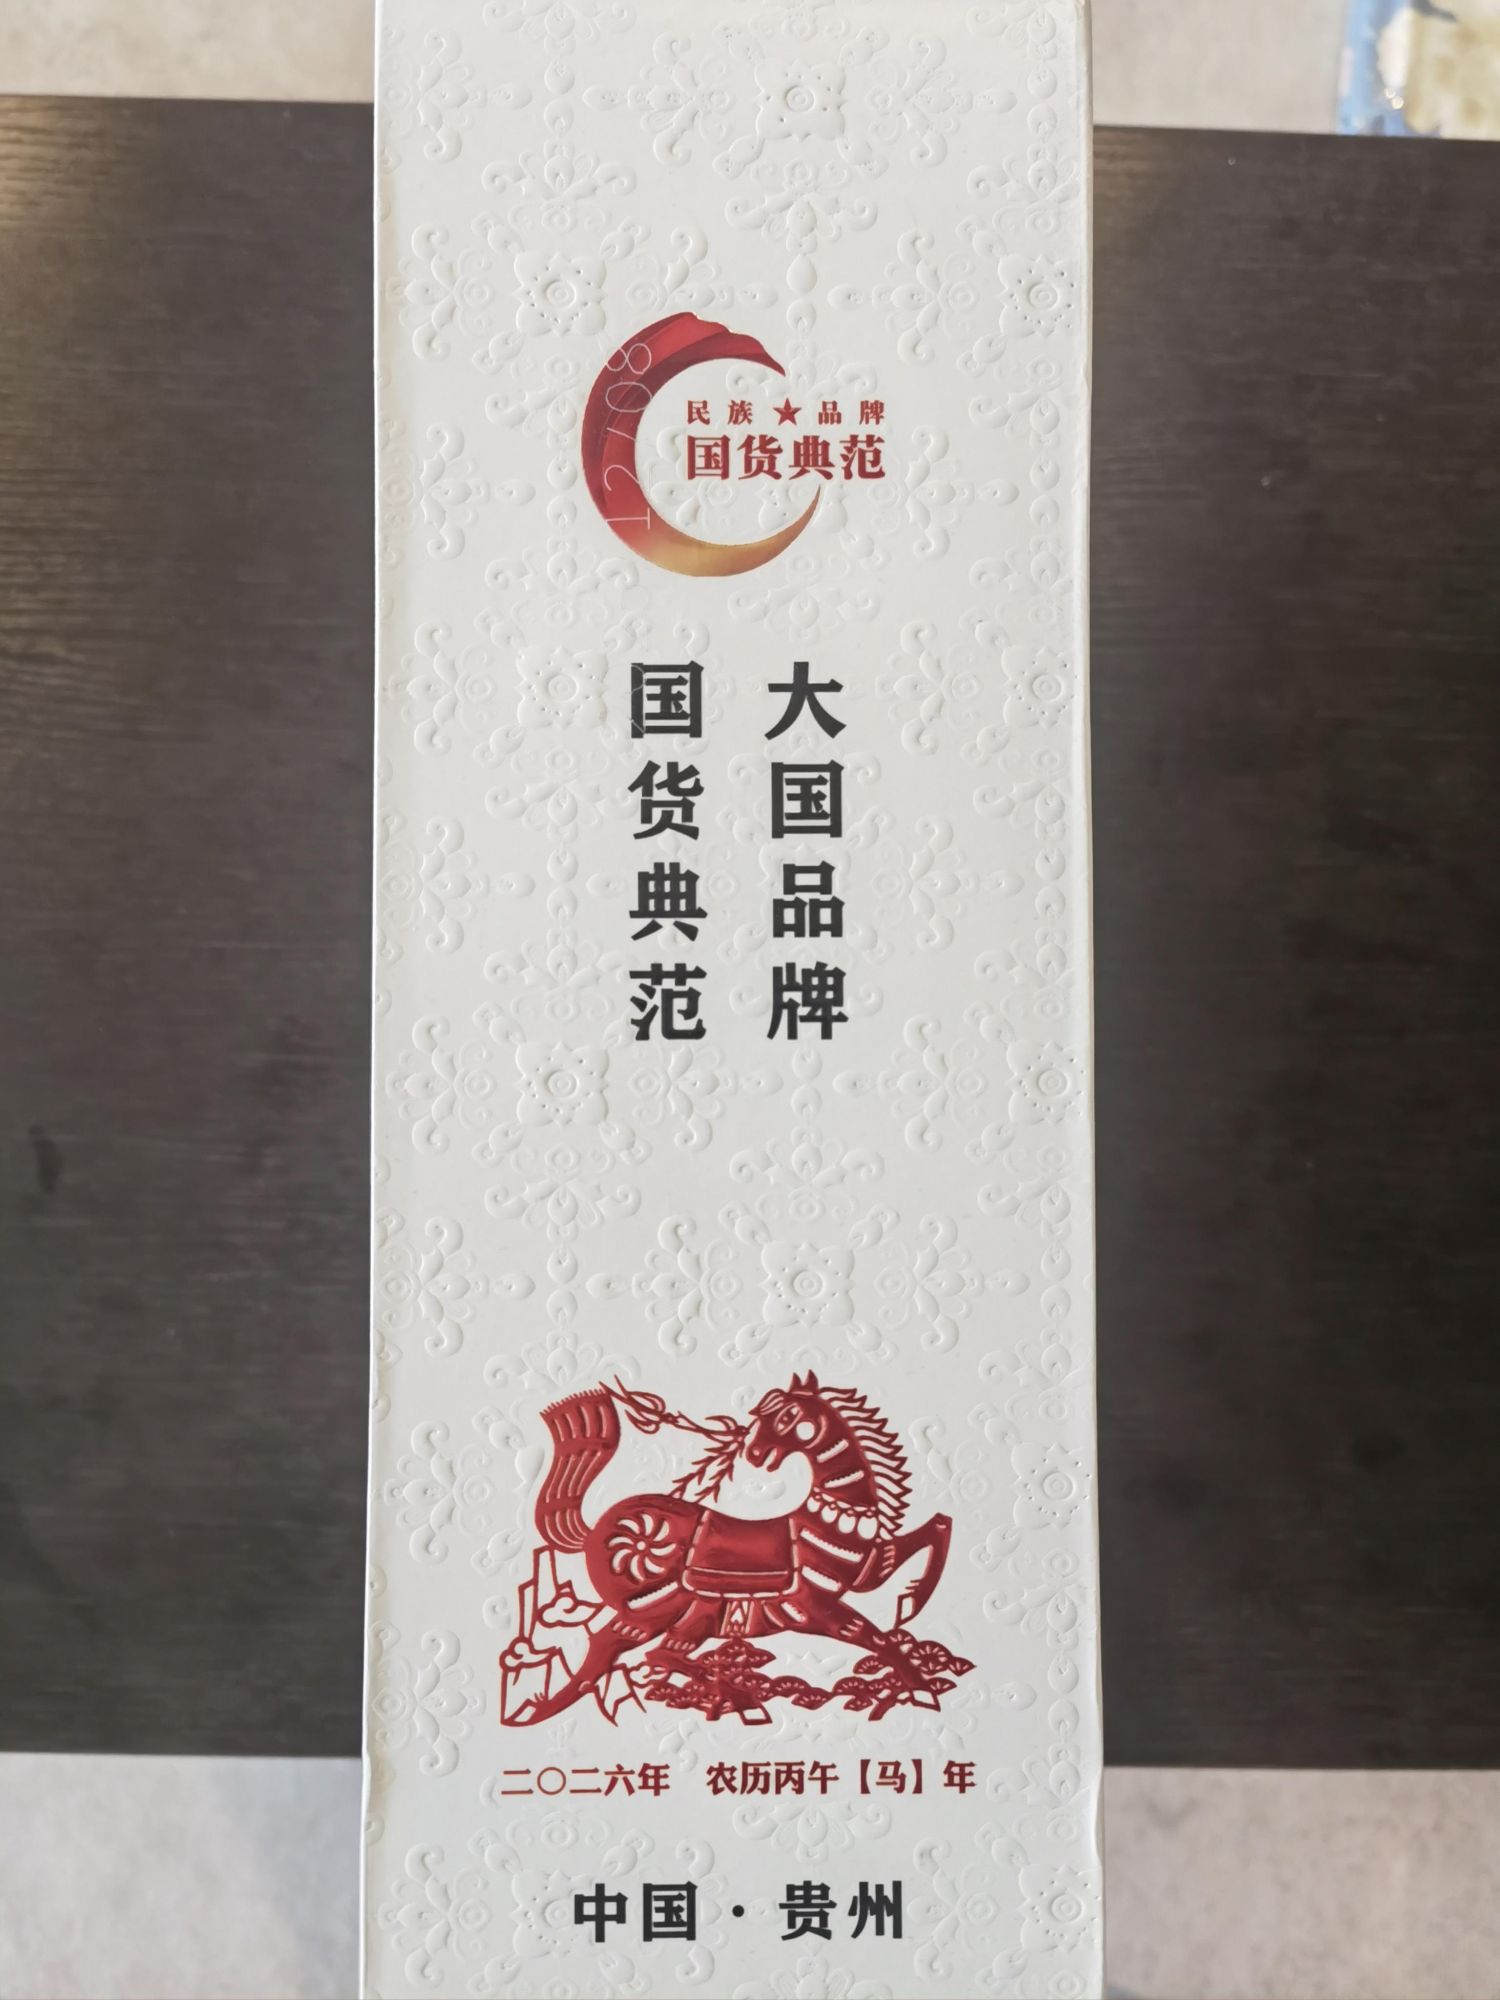 民族★品牌
国货典范
12108
大国品牌
国货典范
二〇二六年 农历丙午【马】年
中国·贵州